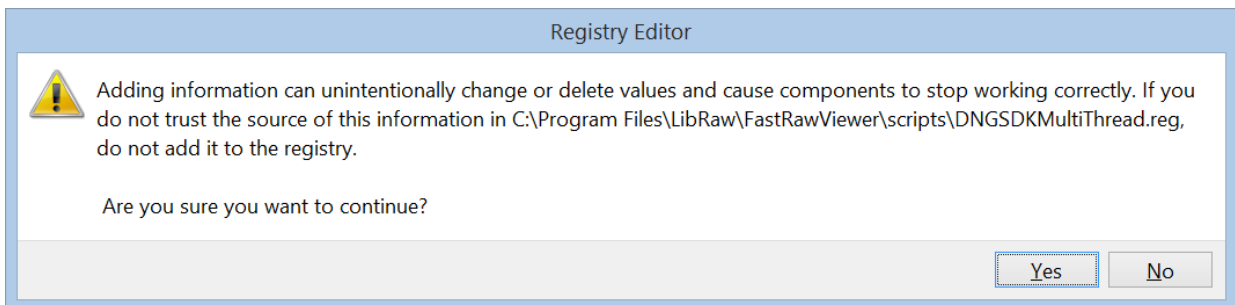 Registry Editor
Adding information can unintentionally change or delete values and cause components to stop working correctly. If you
do not trust the source of this information in C:\Program Files\LibRaw\FastRawViewer\scripts\DNGSDKMultiThread.reg,
do not add it to the registry.
Are you sure you want to continue?
Yes No